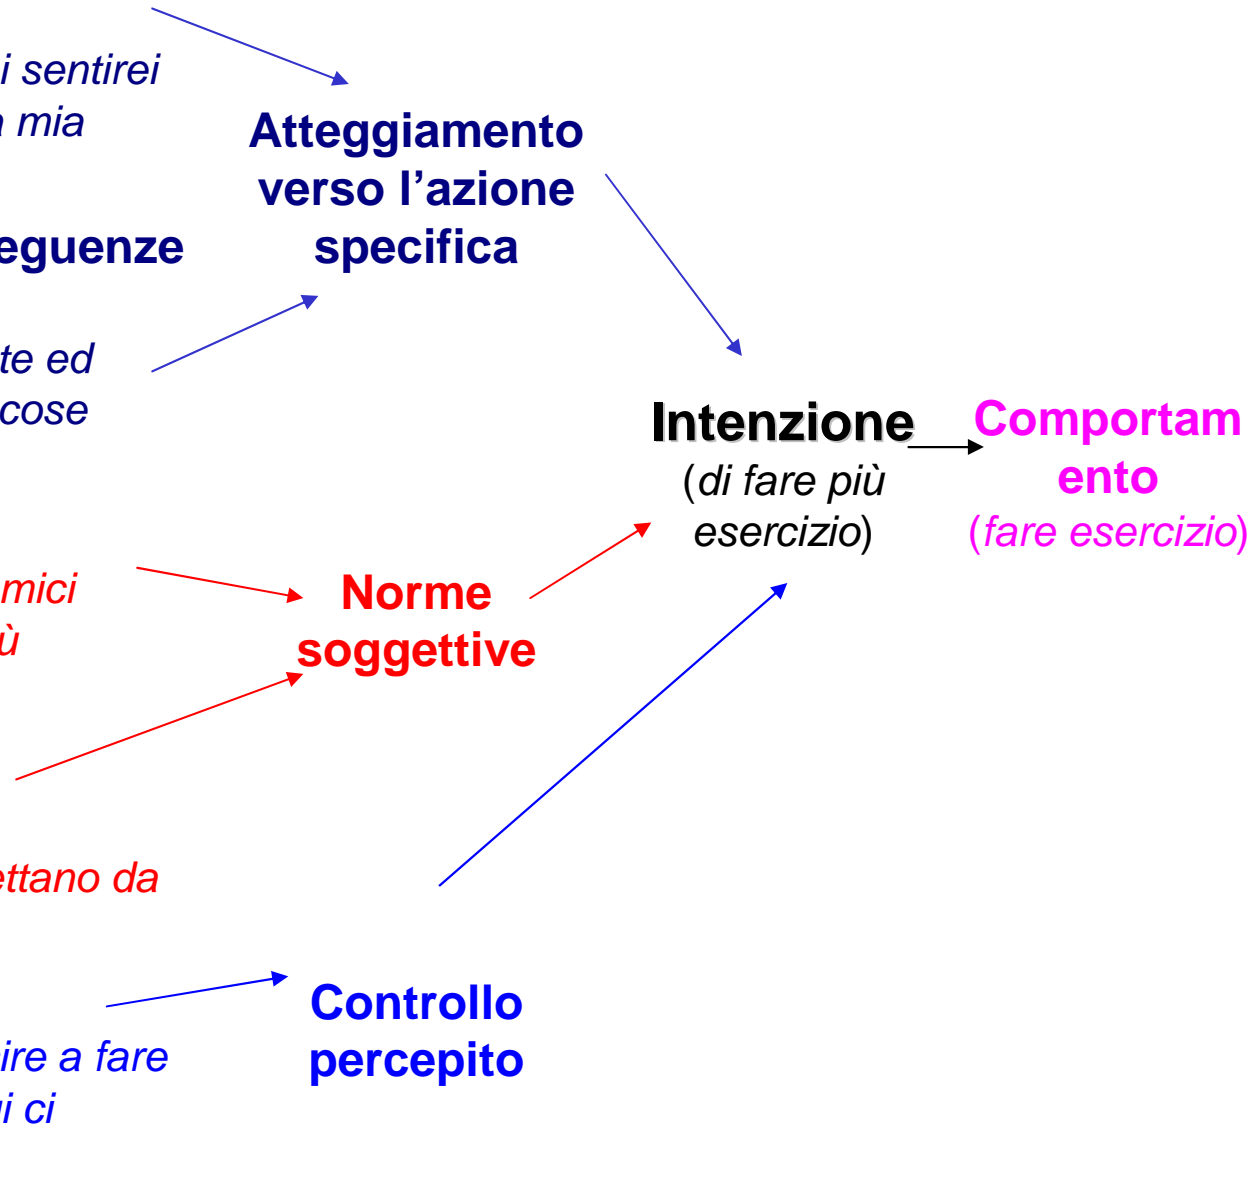 i sentirei
mia
Atteggiamento
verso l’azione
specifica
eguenze
te ed
cose
Intenzione
(di fare più
esercizio)
Comportam
ento
(fare esercizio)
mici
ù
Norme
soggettive
ettano da
Controllo
percepito
ire a fare
i ci